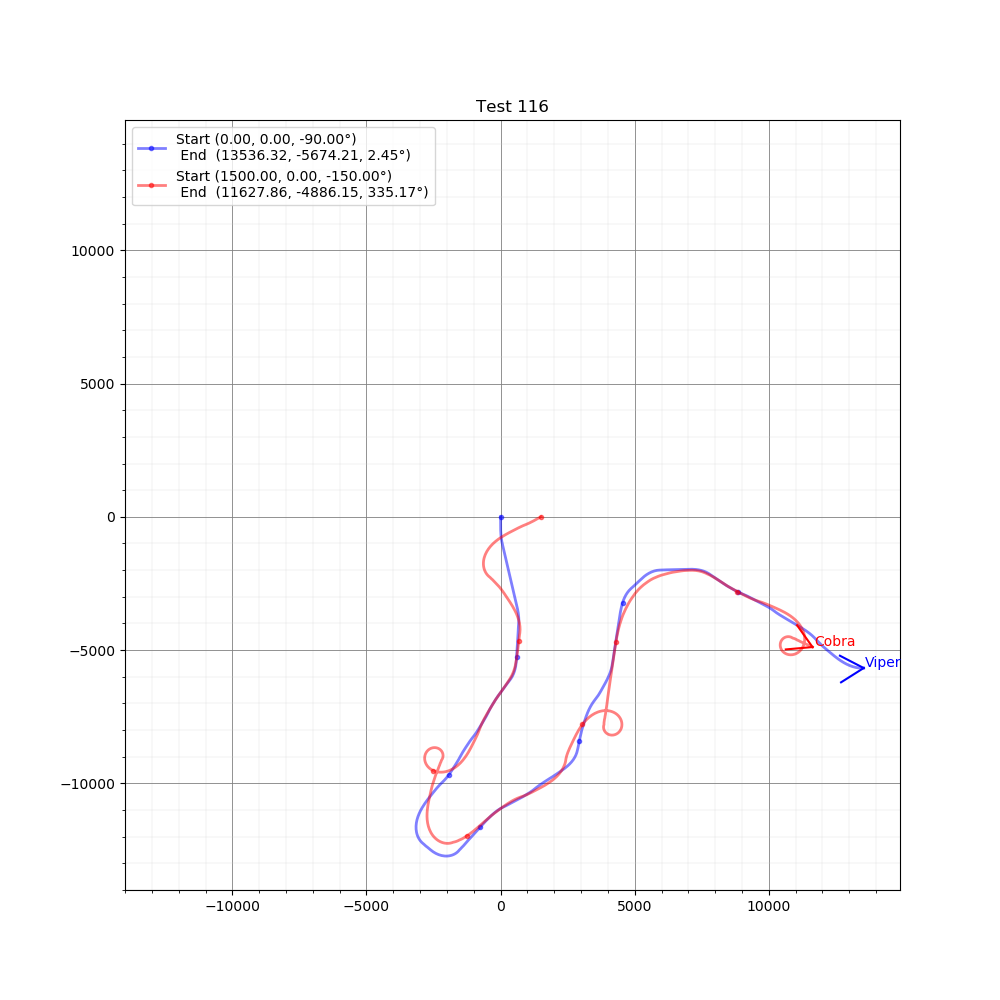 Test 116
Start (0.00, 0.00, -90.00°)
End  (13536.32, -5674.21, 2.45°)
Start (1500.00, 0.00, -150.00°)
End  (11627.86, -4886.15, 335.17°)
10000
5000
0
−5000
−10000
Cobra
Viper
−10000
−5000
0
5000
10000